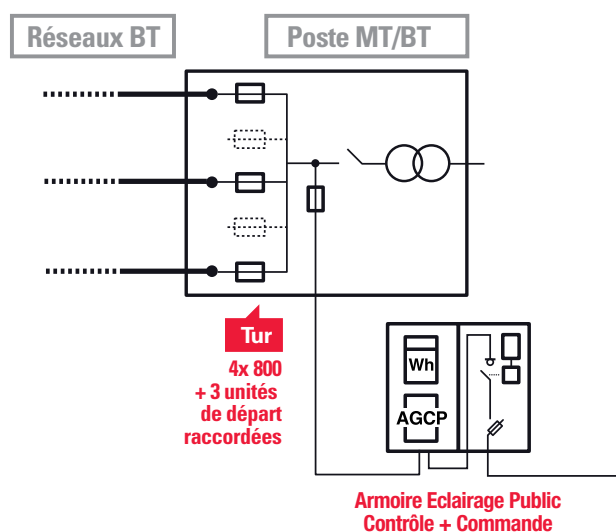 Réseaux BT
Poste MT/BT
Tur
4x 800
+ 3 unités
de départ
raccordées
Wh
AGCP
Armoire Eclairage Public
Contrôle + Commande